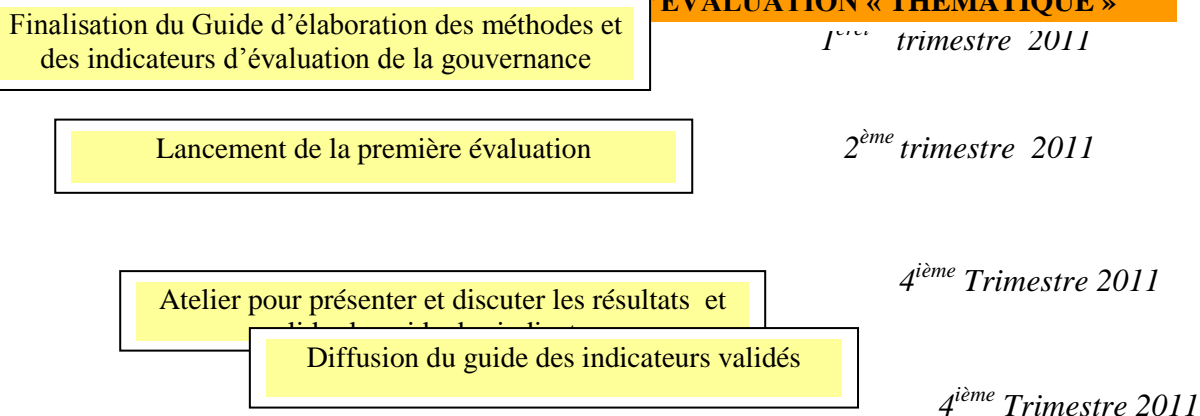 ÉVALUATION « THÉMATIQUE »
Finalisation du Guide d’élaboration des méthodes et
des indicateurs d’évaluation de la gouvernance
trimestre 2011
Lancement de la première évaluation
2ème trimestre 2011
4ième Trimestre 2011
Atelier pour présenter et discuter les résultats et
Diffusion du guide des indicateurs validés
4ième Trimestre 2011